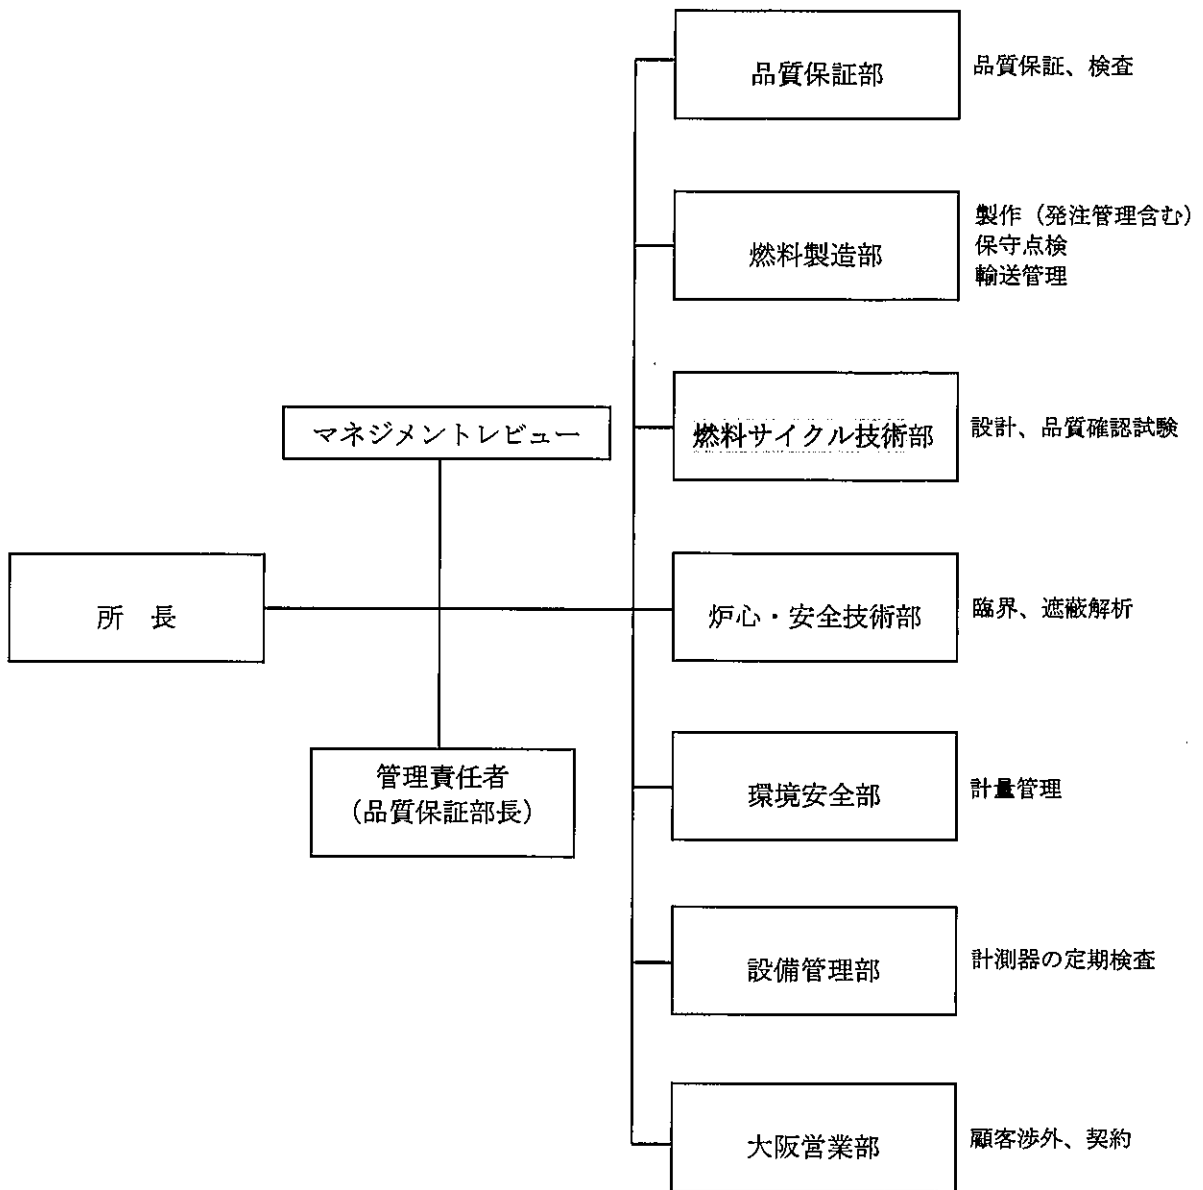 品質保証部
品質保証、検査
燃料製造部
製作（発注管理含む）
保守点検
輸送管理
燃料サイクル技術部
設計、品質確認試験
マネジメントレビュー
所　長
炉心・安全技術部
臨界、遮蔽解析
管理責任者
（品質保証部長）
環境安全部
計量管理
設備管理部
計測器の定期検査
大阪営業部
顧客渉外、契約